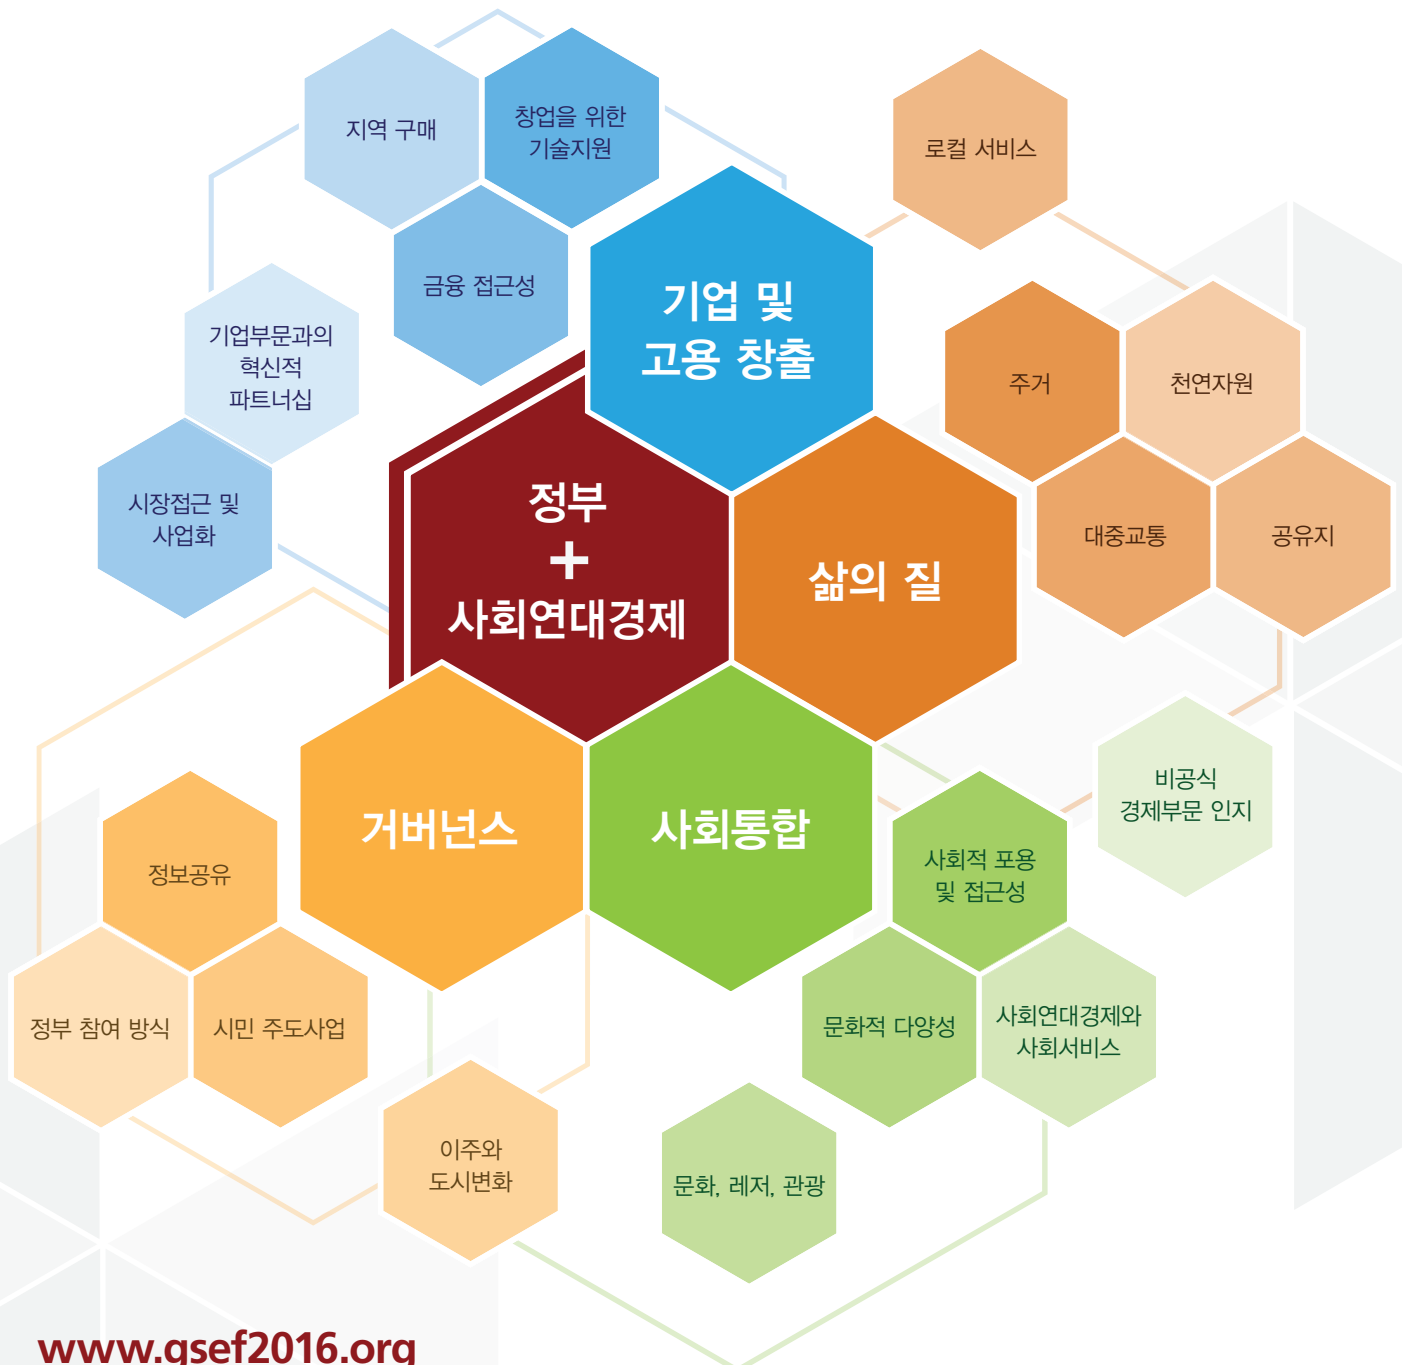 지역 구매
창업을 위한
기술지원
금융 접근성
기업부문과의
혁신적
파트너십
시장접근 및
사업화
기업 및
고용 창출
로컬 서비스
주거
천연자원
대중교통
공유지
정부
+
사회연대경제
삶의 질
거버넌스
사회통합
정보공유
정부 참여 방식
시민 주도사업
이주와
도시변화
비공식
경제부문 인지
사회적 포용
및 접근성
문화적 다양성
사회연대경제와
사회서비스
문화, 레저, 관광
www.gsef2016.org